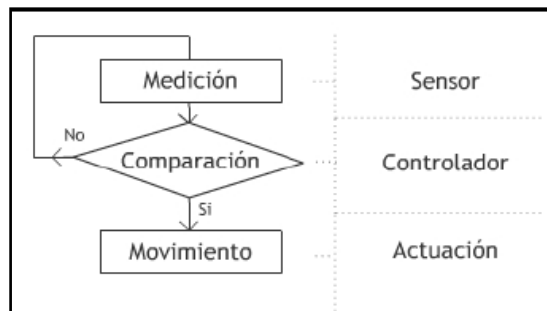 Medición
Sensor
No
Comparación
Controlador
Si
Movimiento
Actuación